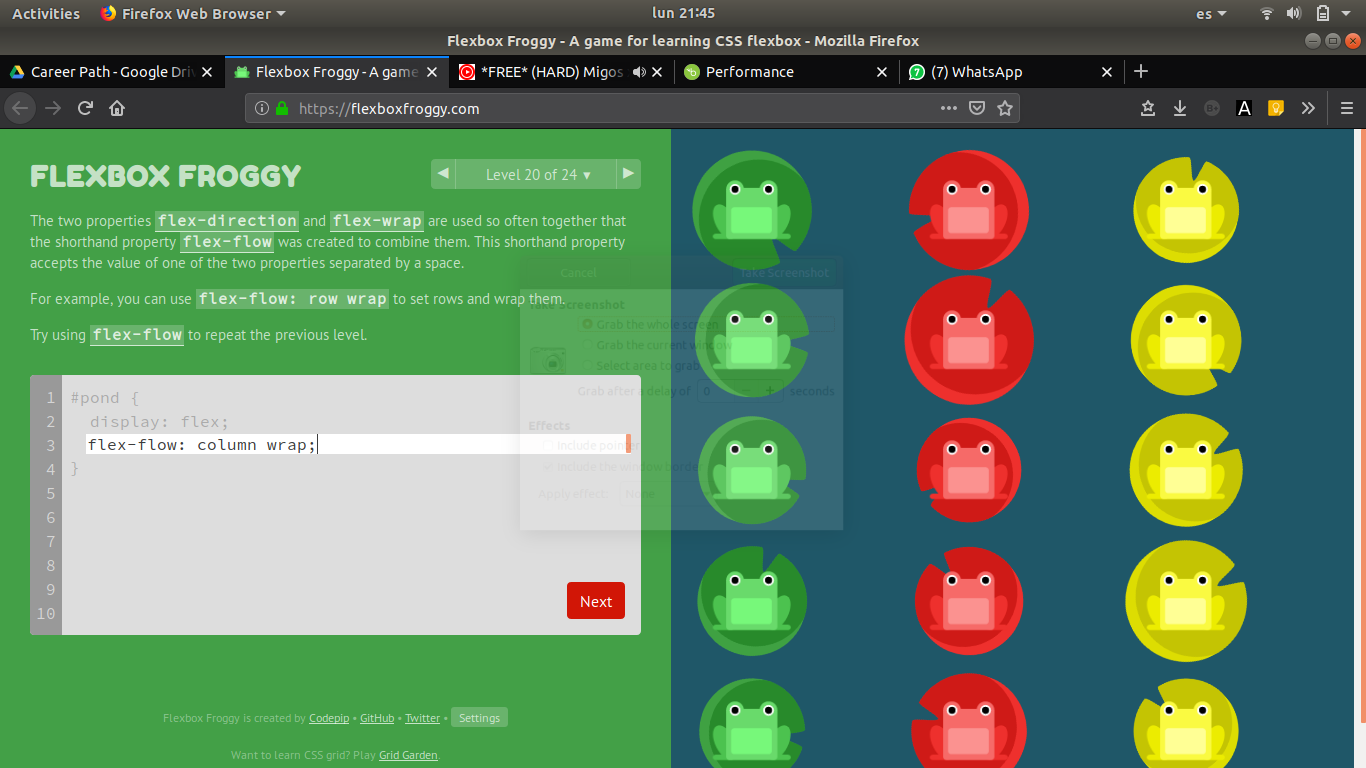 Activities Firefox Web Browser lun 21:45 es
Flexbox Froggy - A game for learning CSS flexbox - Mozilla Firefox
Career Path - Google Dri Flexbox Froggy - A game *FREE* (HARD) Migos Performance (7) WhatsApp
https://flexboxfroggy.com
FLEXBOX FROGGY
◀ Level 20 of 24 ▾ ▶
The two properties flex-direction and flex-wrap are used so often together that
the shorthand property flex-flow was created to combine them. This shorthand property
accepts the value of one of the two properties separated by a space.
For example, you can use flex-flow: row wrap to set rows and wrap them.
Try using flex-flow to repeat the previous level.
Cancel Take Screenshot
Take Screenshot
Grab the whole screen
Grab the current window
Select area to grab
Grab after a delay of 0 - + seconds
Effects
Include pointer
Include the window border
Apply effect: None
1 #pond {
2 display: flex;
3 flex-flow: column wrap;
4 }
5
6
7
8
9
10
Next
Flexbox Froggy is created by Codepip • GitHub • Twitter • Settings
Want to learn CSS grid? Play Grid Garden.